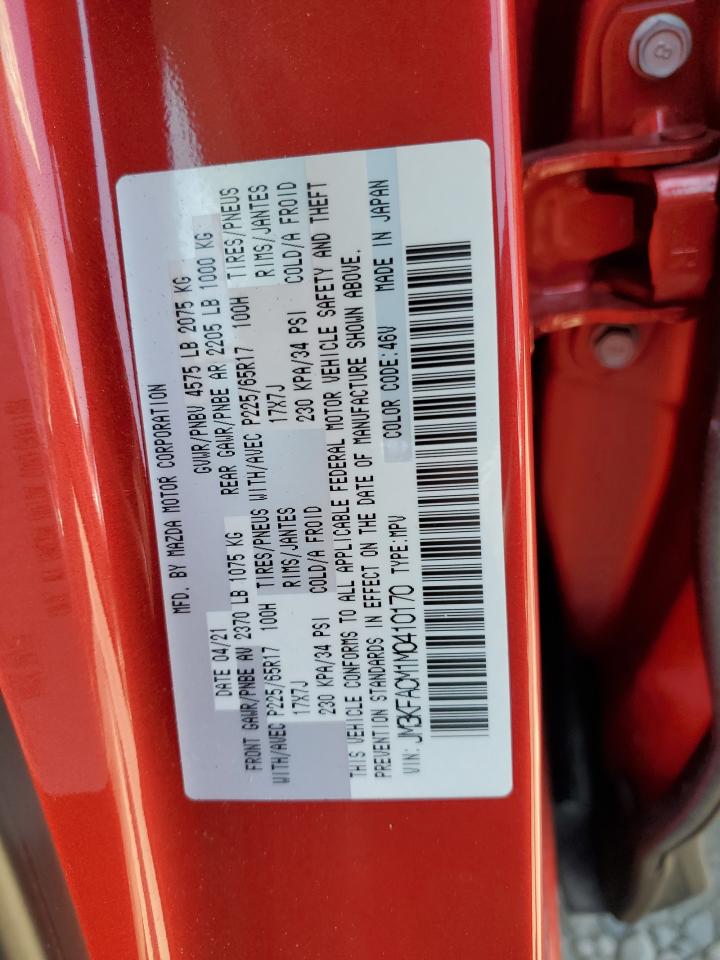 MFD. BY MAZDA MOTOR CORPORATION
DATE 04/21 GVWR/PNBV 4575 LB 2075 KG
FRONT GAWR/PNBE AV 2370 LB 1075 KG REAR GAWR/PNBE AR 2205 LB 1000 KG
WITH/AVEC P225/65R17 100H TIRES/PNEUS WITH/AVEC P225/65R17 100H TIRES/PNEUS
17X7J RIMS/JANTES 17X7J RIMS/JANTES
230 KPA/34 PSI COLD/A FROID 230 KPA/34 PSI COLD/A FROID
THIS VEHICLE CONFORMS TO ALL APPLICABLE FEDERAL MOTOR VEHICLE SAFETY AND THEFT
PREVENTION STANDARDS IN EFFECT ON THE DATE OF MANUFACTURE SHOWN ABOVE.
VIN: JM3KFACM1M0410170 TYPE:MPV COLOR CODE:46V MADE IN JAPAN